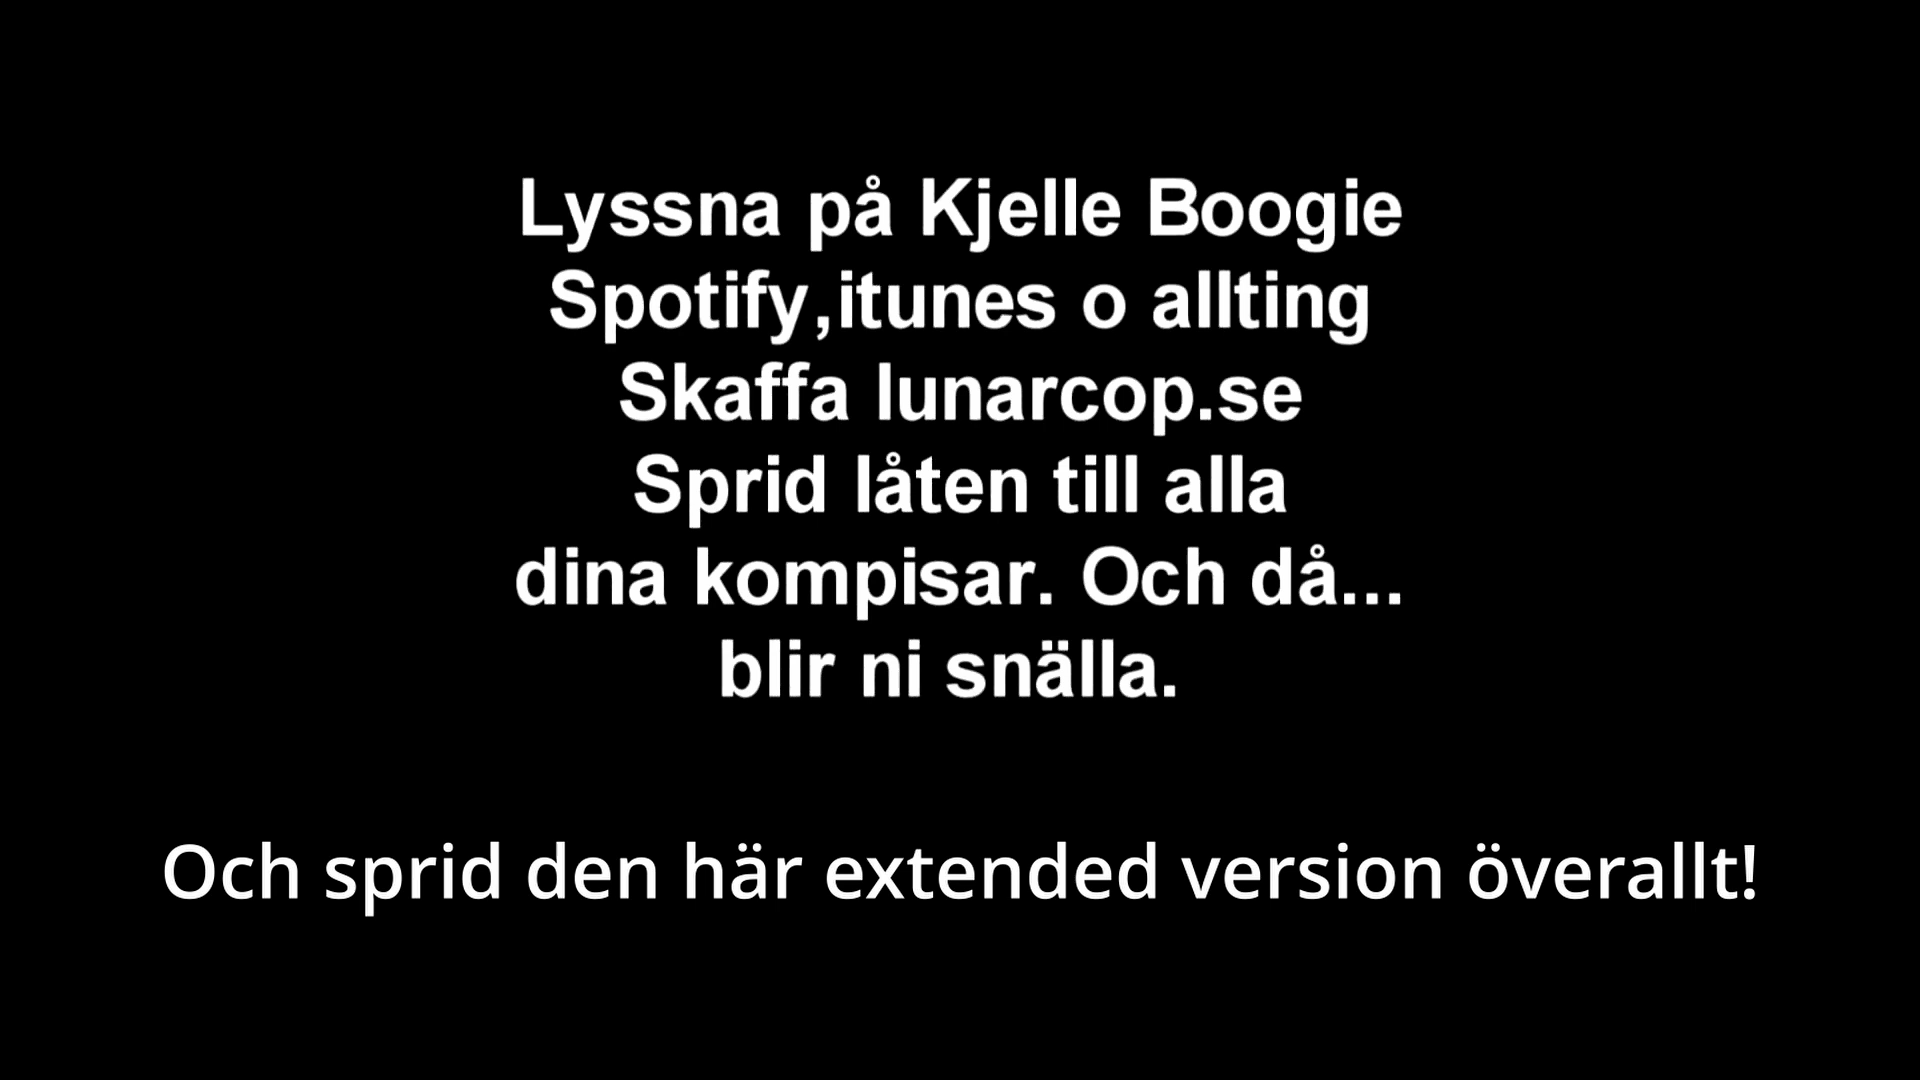 Lyssna på Kjelle Boogie
Spotify,itunes o allting
Skaffa lunarcop.se
Sprid låten till alla
dina kompisar. Och då...
blir ni snälla.
Och sprid den här extended version överallt!